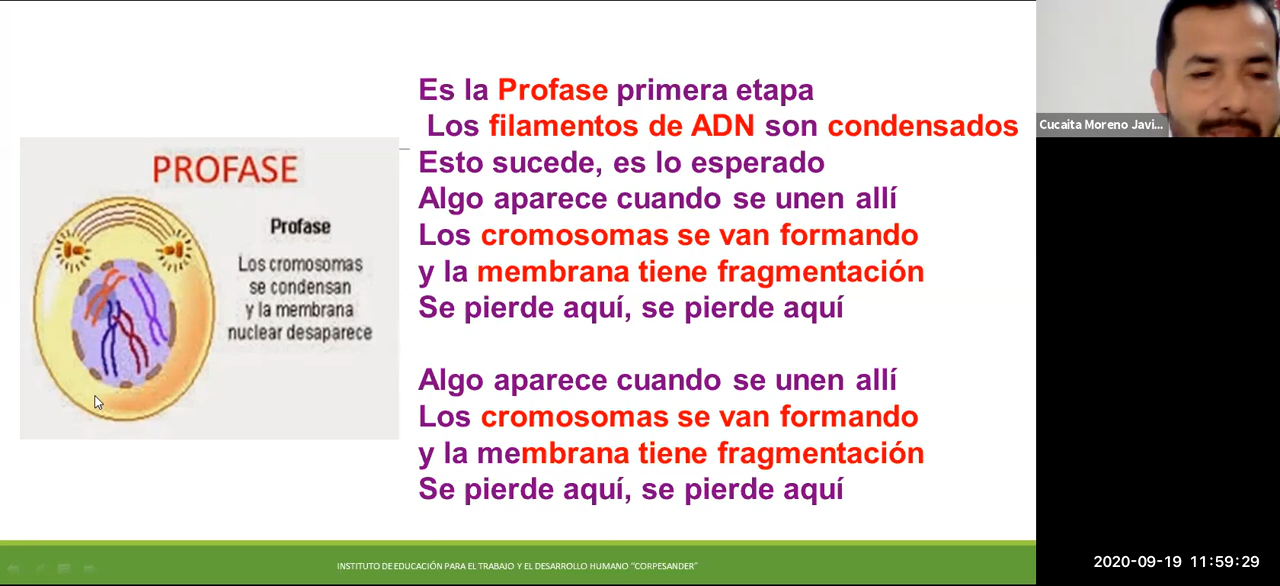 PROFASE
Profase
Los cromosomas
se condensan
y la membrana
nuclear desaparece
Es la Profase primera etapa
Los filamentos de ADN son condensados
Esto sucede, es lo esperado
Algo aparece cuando se unen allí
Los cromosomas se van formando
y la membrana tiene fragmentación
Se pierde aquí, se pierde aquí
Algo aparece cuando se unen allí
Los cromosomas se van formando
y la membrana tiene fragmentación
Se pierde aquí, se pierde aquí
INSTITUTO DE EDUCACIÓN PARA EL TRABAJO Y EL DESARROLLO HUMANO “CORPESANDER”
Cucaita Moreno Javi...
2020-09-19 11:59:29